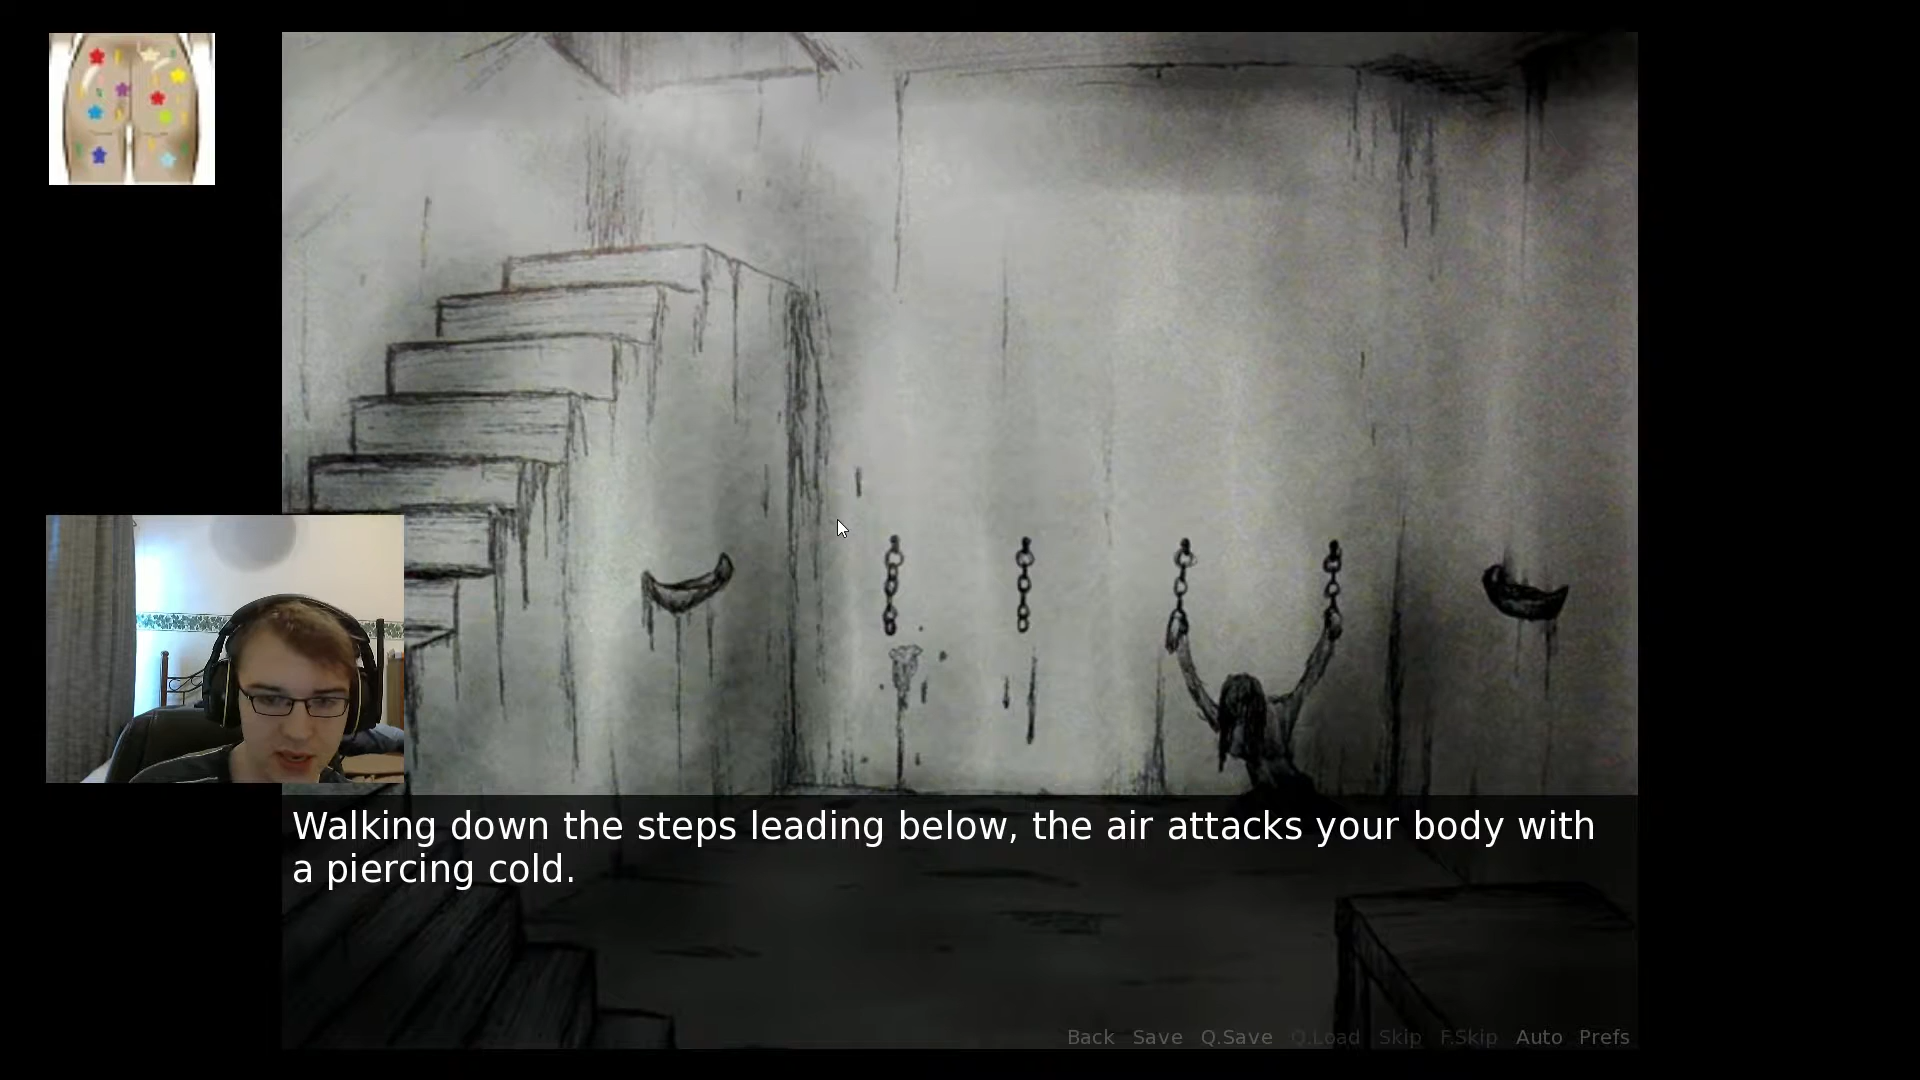 Walking down the steps leading below, the air attacks your body with
a piercing cold.
Back Save Q.Save Q.Load Skip F.Skip Auto Prefs